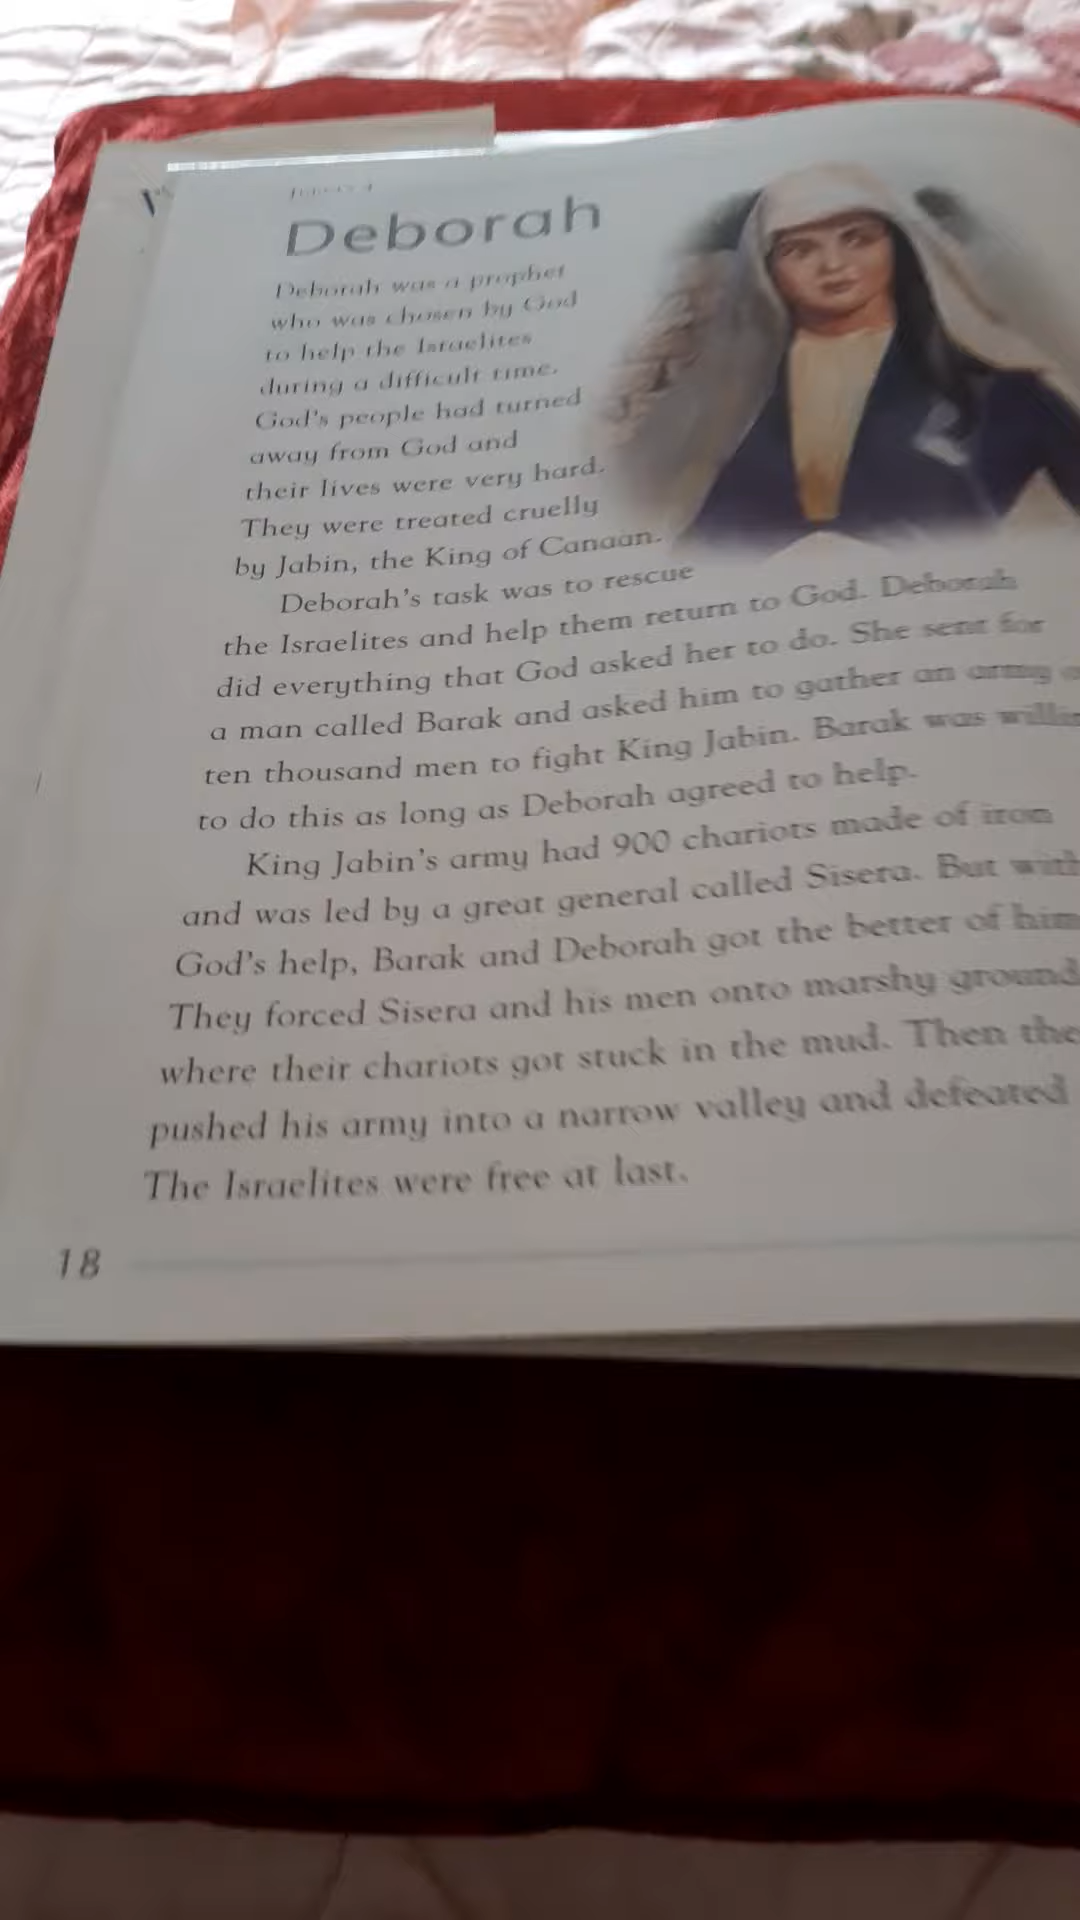 Deborah
Deborah was a prophet
who was chosen by God
to help the Israelites
during a difficult time.
God's people had turned
away from God and
their lives were very hard.
They were treated cruelly
by Jabin, the King of Canaan.
Deborah's task was to rescue
the Israelites and help them return to God. Deborah
did everything that God asked her to do. She sent for
a man called Barak and asked him to gather an army
ten thousand men to fight King Jabin. Barak was
to do this as long as Deborah agreed to help.
King Jabin's army had 900 chariots made of iron
and was led by a great general called Sisera. But with
God's help, Barak and Deborah got the better of him
They forced Sisera and his men onto marshy ground
where their chariots got stuck in the mud. Then the
pushed his army into a narrow valley and defeated
The Israelites were free at last.
18